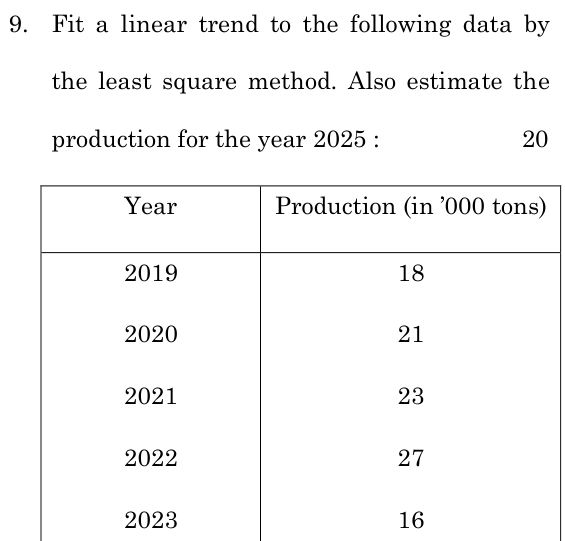 9. Fit a linear trend to the following data by
the least square method. Also estimate the
production for the year 2025 : 20
Year Production (in ’000 tons)
2019 18
2020 21
2021 23
2022 27
2023 16